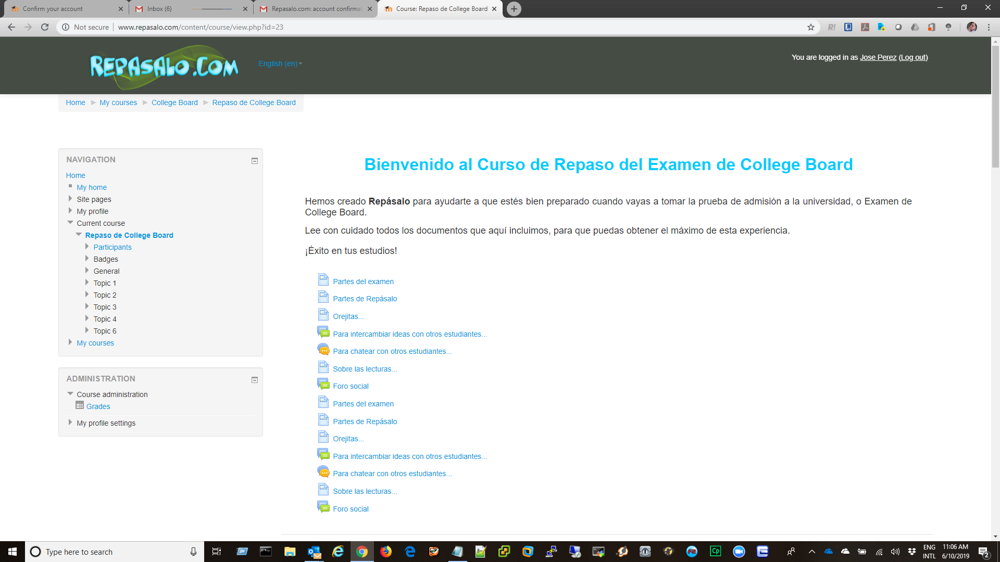 Confirm your account
Inbox (6)
Repasalo.com: account confirmat
Course: Repaso de College Board
Not secure
www.repasalo.com/content/course/view.php?id=23
REPASALO.COM
English (en)
You are logged in as Jose Perez (Log out)
Home
My courses
College Board
Repaso de College Board
NAVIGATION
Home
My home
Site pages
My profile
Current course
Repaso de College Board
Participants
Badges
General
Topic 1
Topic 2
Topic 3
Topic 4
Topic 6
My courses
ADMINISTRATION
Course administration
Grades
My profile settings
Bienvenido al Curso de Repaso del Examen de College Board
Hemos creado Repásalo para ayudarte a que estés bien preparado cuando vayas a tomar la prueba de admisión a la universidad, o Examen de
College Board.
Lee con cuidado todos los documentos que aquí incluimos, para que puedas obtener el máximo de esta experiencia.
¡Éxito en tus estudios!
Partes del examen
Partes de Repásalo
Orejitas...
Para intercambiar ideas con otros estudiantes...
Para chatear con otros estudiantes...
Sobre las lecturas...
Foro social
Partes del examen
Partes de Repásalo
Orejitas...
Para intercambiar ideas con otros estudiantes...
Para chatear con otros estudiantes...
Sobre las lecturas...
Foro social
Type here to search
ENG
INTL
11:06 AM
6/10/2019
2